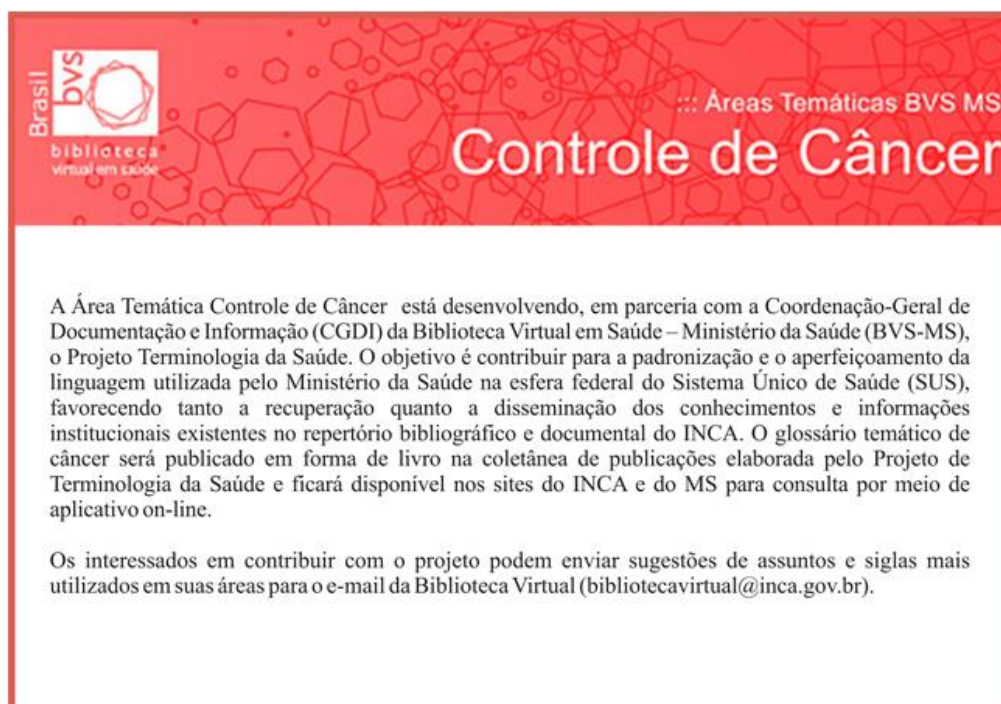 Brasil
bvs
biblioteca
virtual em saúde
::: Áreas Temáticas BVS MS
Controle de Câncer
A Área Temática Controle de Câncer está desenvolvendo, em parceria com a Coordenação-Geral de
Documentação e Informação (CGDI) da Biblioteca Virtual em Saúde – Ministério da Saúde (BVS-MS),
o Projeto Terminologia da Saúde. O objetivo é contribuir para a padronização e o aperfeiçoamento da
linguagem utilizada pelo Ministério da Saúde na esfera federal do Sistema Único de Saúde (SUS),
favorecendo tanto a recuperação quanto a disseminação dos conhecimentos e informações
institucionais existentes no repertório bibliográfico e documental do INCA. O glossário temático de
câncer será publicado em forma de livro na coletânea de publicações elaborada pelo Projeto de
Terminologia da Saúde e ficará disponível nos sites do INCA e do MS para consulta por meio de
aplicativo on-line.
Os interessados em contribuir com o projeto podem enviar sugestões de assuntos e siglas mais
utilizados em suas áreas para o e-mail da Biblioteca Virtual (bibliotecavirtual@inca.gov.br).